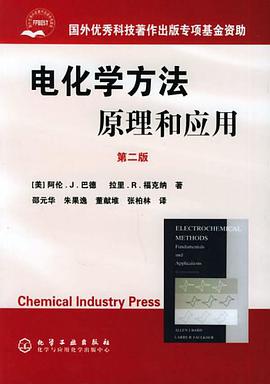 FPBEST
国外优秀科技著作出版专项基金资助
电化学方法
原理和应用
第二版
[美]阿伦.J.巴德 拉里.R.福克纳 著
邵元华 朱果逸 董献堆 张柏林 译
ELECTROCHEMICAL
METHODS
Fundamentals
and
Applications
ALLEN J. BARD
LARRY R. FAULKNER
Chemical Industry Press
化学工业出版社
化学与应用化学出版中心